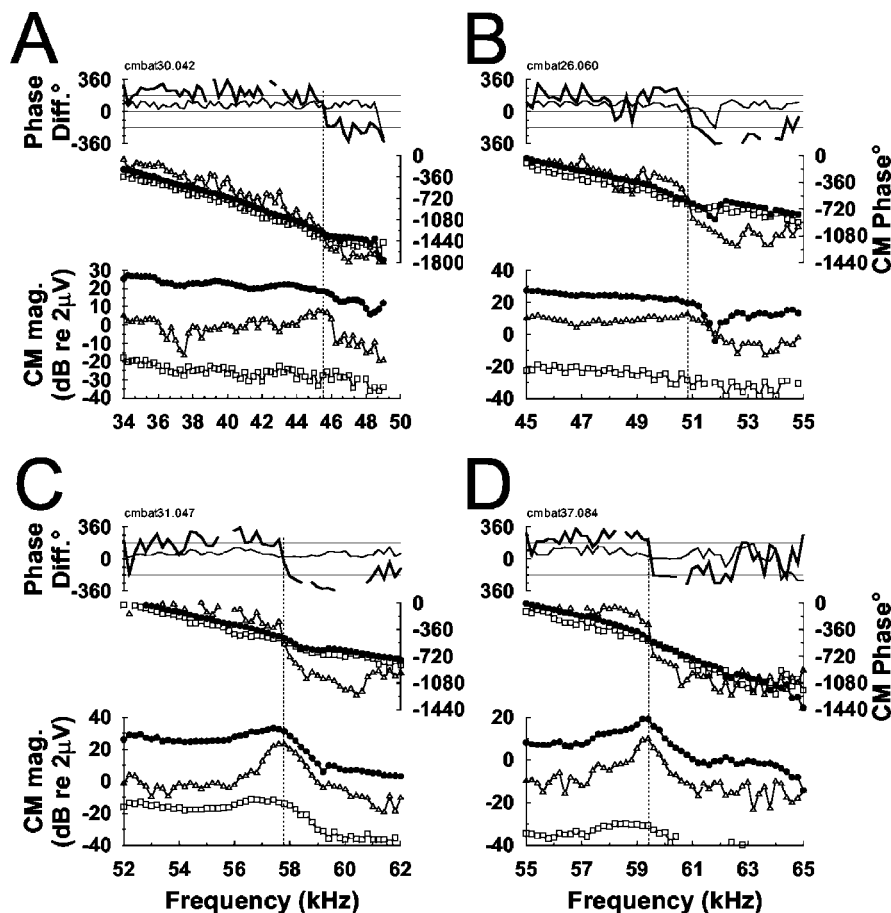 A
cmbat30.042
Phase Diff.°
360
0
-360
0
-360
-720
-1080
-1440
-1800
CM mag. (dB re 2µV)
30
20
10
0
-10
-20
-30
-40
34 36 38 40 42 44 46 48 50
B
cmbat26.060
360
0
-360
0
-360
-720
-1080
-1440
CM Phase°
40
20
0
-20
-40
45 47 49 51 53 55
C
cmbat31.047
Phase Diff.°
360
0
-360
0
-360
-720
-1080
-1440
CM mag. (dB re 2µV)
40
20
0
-20
-40
52 54 56 58 60 62
Frequency (kHz)
D
cmbat37.084
360
0
-360
0
-360
-720
-1080
-1440
CM Phase°
20
0
-20
-40
55 57 59 61 63 65
Frequency (kHz)